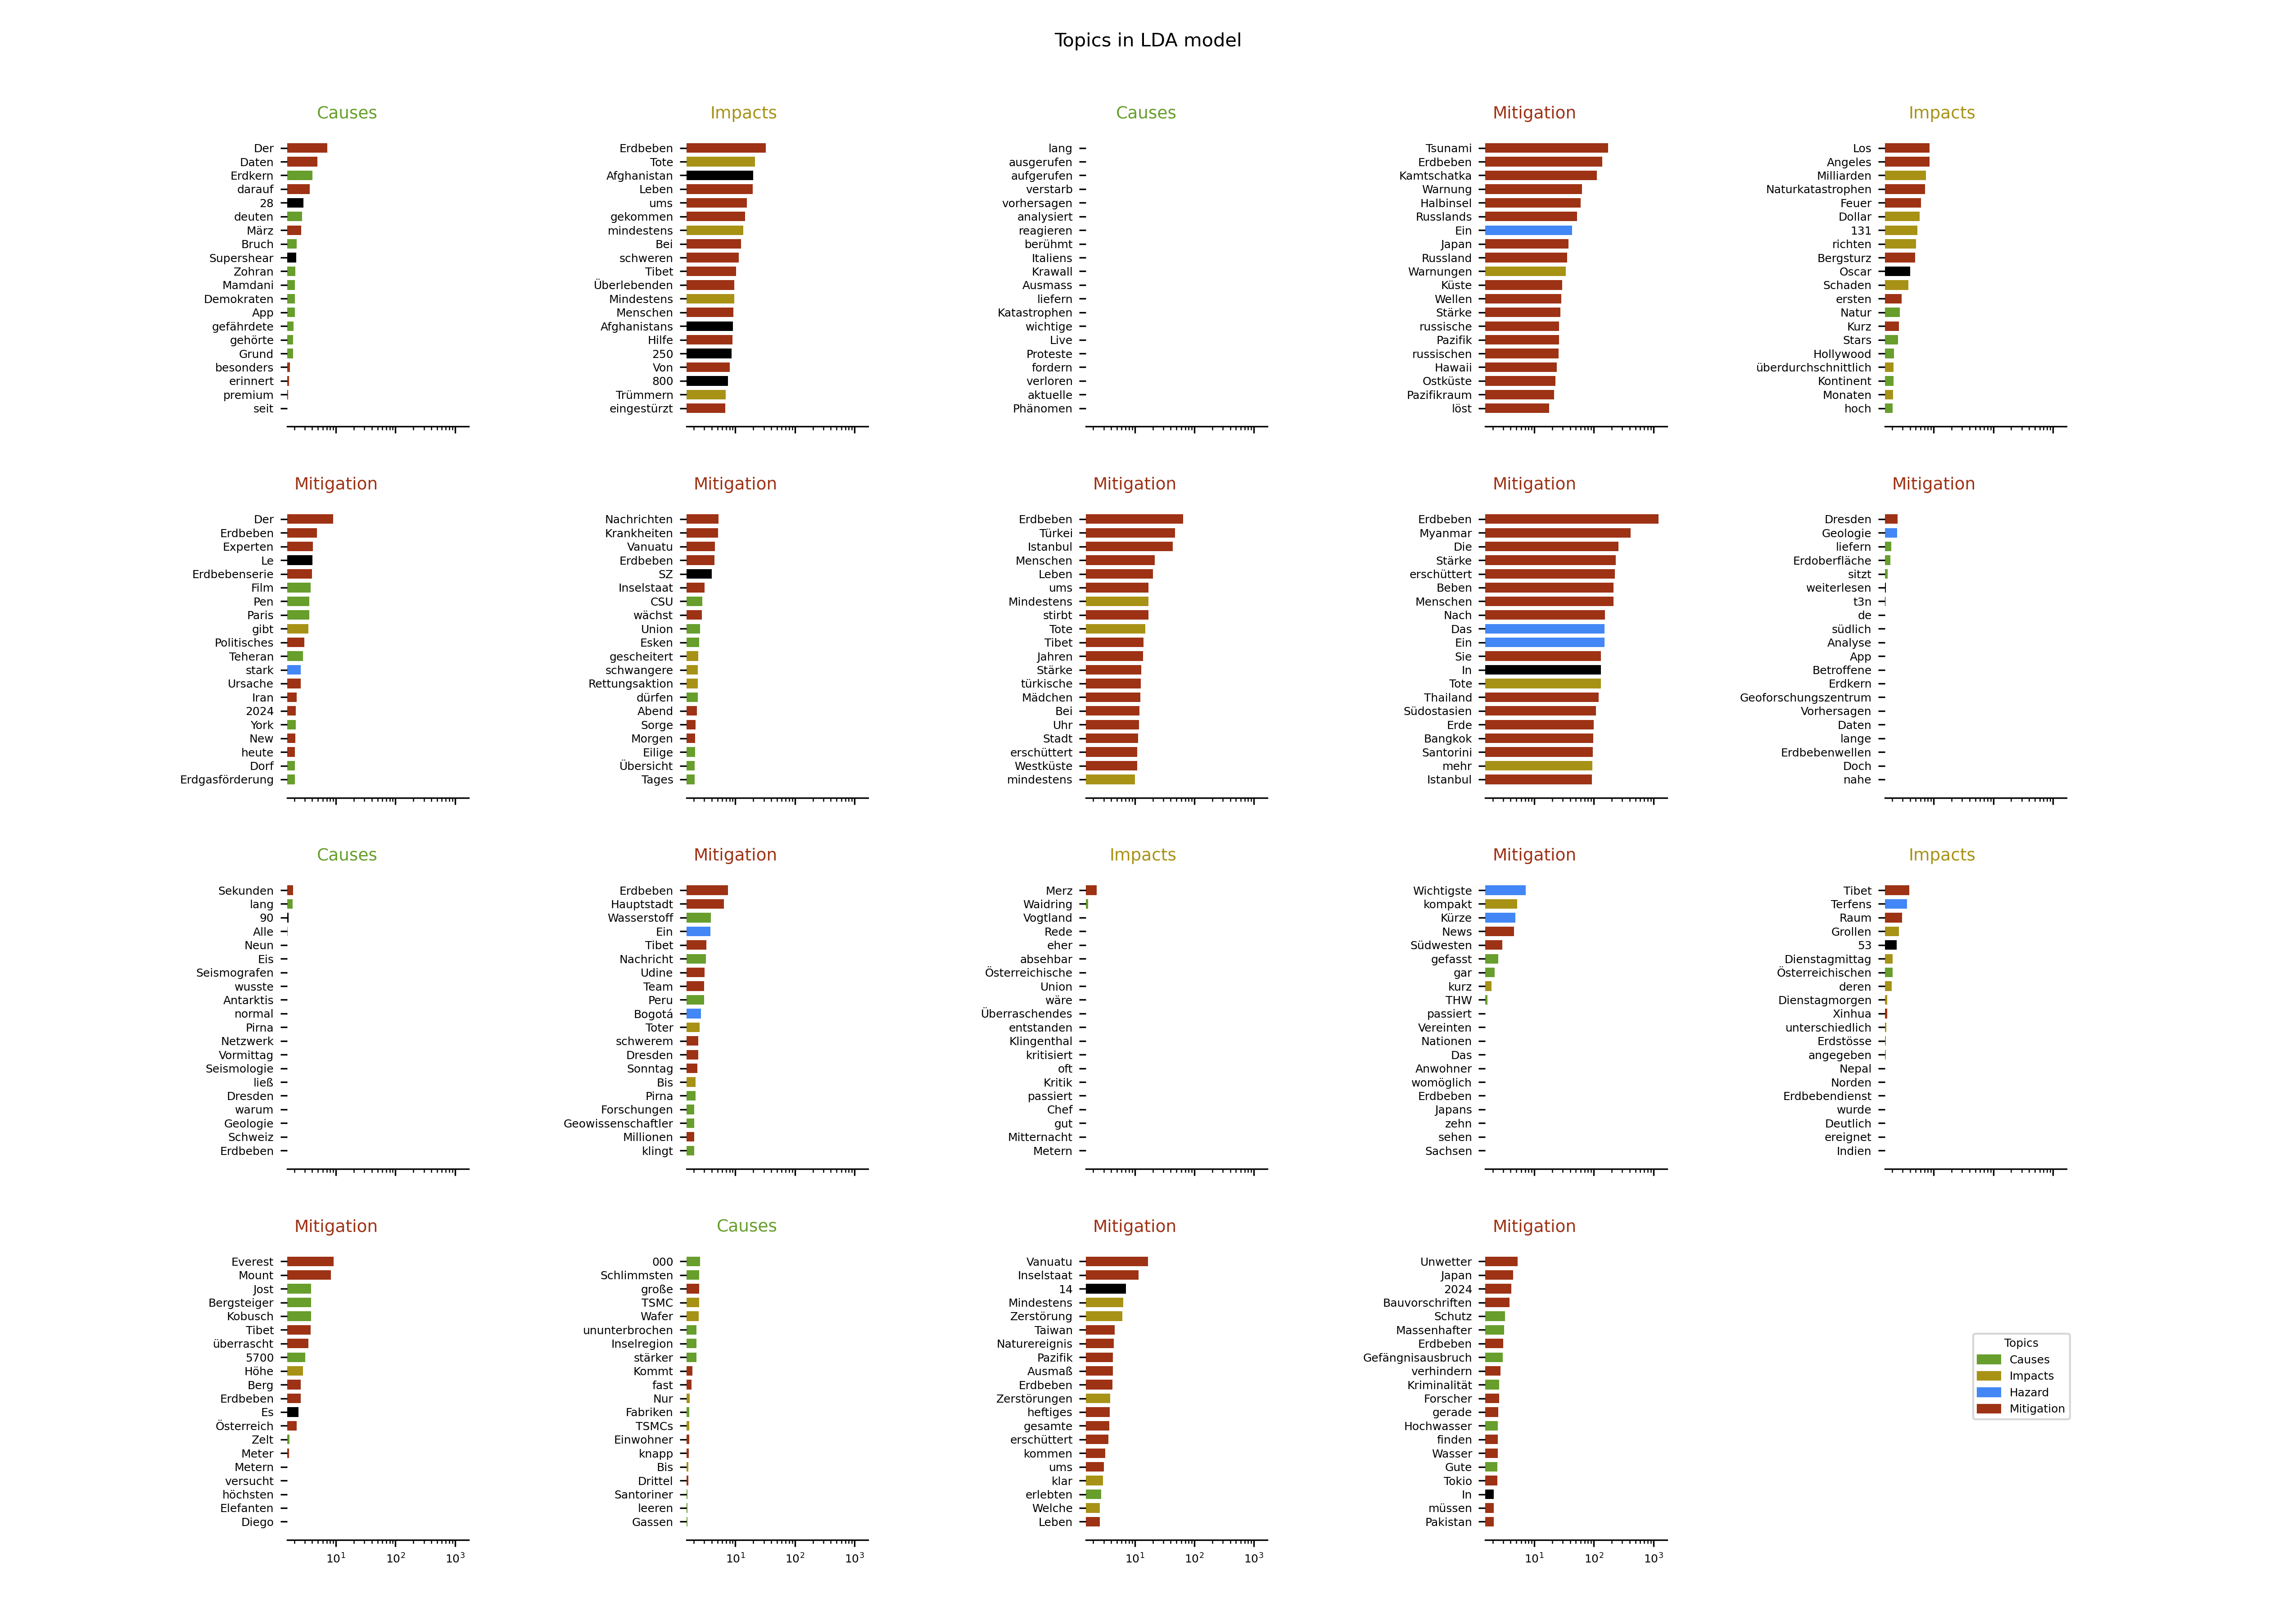 Topics in LDA model
Causes
Der
Daten
Erdkern
darauf
28
deuten
März
Bruch
Supershear
Zohran
Mamdani
Demokraten
App
gefährdete
gehörte
Grund
besonders
erinnert
premium
seit
Impacts
Erdbeben
Tote
Afghanistan
Leben
ums
gekommen
mindestens
Bei
schweren
Tibet
Überlebenden
Mindestens
Menschen
Afghanistans
Hilfe
250
Von
800
Trümmern
eingestürzt
Causes
lang
ausgerufen
aufgerufen
verstarb
vorhersagen
analysiert
reagieren
berühmt
Italiens
Krawall
Ausmass
liefern
Katastrophen
wichtige
Live
Proteste
fordern
verloren
aktuelle
Phänomen
Mitigation
Tsunami
Erdbeben
Kamtschatka
Warnung
Halbinsel
Russlands
Ein
Japan
Russland
Warnungen
Küste
Wellen
Stärke
russische
Pazifik
russischen
Hawaii
Ostküste
Pazifikraum
löst
Impacts
Los
Angeles
Milliarden
Naturkatastrophen
Feuer
Dollar
131
richten
Bergsturz
Oscar
Schaden
ersten
Natur
Kurz
Stars
Hollywood
überdurchschnittlich
Kontinent
Monaten
hoch
Mitigation
Der
Erdbeben
Experten
Le
Erdbebenserie
Film
Pen
Paris
gibt
Politisches
Teheran
stark
Ursache
Iran
2024
York
New
heute
Dorf
Erdgasförderung
Mitigation
Nachrichten
Krankheiten
Vanuatu
Erdbeben
SZ
Inselstaat
CSU
wächst
Union
Esken
gescheitert
schwangere
Rettungsaktion
dürfen
Abend
Sorge
Morgen
Eilige
Übersicht
Tages
Mitigation
Erdbeben
Türkei
Istanbul
Menschen
Leben
ums
Mindestens
stirbt
Tote
Tibet
Jahren
Stärke
türkische
Mädchen
Bei
Uhr
Stadt
erschüttert
Westküste
mindestens
Mitigation
Erdbeben
Myanmar
Die
Stärke
erschüttert
Beben
Menschen
Nach
Das
Ein
Sie
In
Tote
Thailand
Südostasien
Erde
Bangkok
Santorini
mehr
Istanbul
Mitigation
Dresden
Geologie
liefern
Erdoberfläche
sitzt
weiterlesen
t3n
de
südlich
Analyse
App
Betroffene
Erdkern
Geoforschungszentrum
Vorhersagen
Daten
lange
Erdbebenwellen
Doch
nahe
Causes
Sekunden
lang
90
Alle
Neun
Eis
Seismografen
wusste
Antarktis
normal
Pirna
Netzwerk
Vormittag
Seismologie
ließ
Dresden
warum
Geologie
Schweiz
Erdbeben
Mitigation
Erdbeben
Hauptstadt
Wasserstoff
Ein
Tibet
Nachricht
Udine
Team
Peru
Bogotá
Toter
schwerem
Dresden
Sonntag
Bis
Pirna
Forschungen
Geowissenschaftler
Millionen
klingt
Impacts
Merz
Waidring
Vogtland
Rede
eher
absehbar
Österreichische
Union
wäre
Überraschendes
entstanden
Klingenthal
kritisiert
oft
Kritik
passiert
Chef
gut
Mitternacht
Metern
Mitigation
Wichtigste
kompakt
Kürze
News
Südwesten
gefasst
gar
kurz
THW
passiert
Vereinten
Nationen
Das
Anwohner
womöglich
Erdbeben
Japans
zehn
sehen
Sachsen
Impacts
Tibet
Terfens
Raum
Grollen
53
Dienstagmittag
Österreichischen
deren
Dienstagmorgen
Xinhua
unterschiedlich
Erdstösse
angegeben
Nepal
Norden
Erdbebendienst
wurde
Deutlich
ereignet
Indien
Mitigation
Everest
Mount
Jost
Bergsteiger
Kobusch
Tibet
überrascht
5700
Höhe
Berg
Erdbeben
Es
Österreich
Zelt
Meter
Metern
versucht
höchsten
Elefanten
Diego
10¹ 10² 10³
Causes
000
Schlimmsten
große
TSMC
Wafer
ununterbrochen
Inselregion
stärker
Kommt
fast
Nur
Fabriken
TSMCs
Einwohner
knapp
Bis
Drittel
Santoriner
leeren
Gassen
10¹ 10² 10³
Mitigation
Vanuatu
Inselstaat
14
Mindestens
Zerstörung
Taiwan
Naturereignis
Pazifik
Ausmaß
Erdbeben
Zerstörungen
heftiges
gesamte
erschüttert
kommen
ums
klar
erlebten
Welche
Leben
10¹ 10² 10³
Mitigation
Unwetter
Japan
2024
Bauvorschriften
Schutz
Massenhafter
Erdbeben
Gefängnisausbruch
verhindern
Kriminalität
Forscher
gerade
Hochwasser
finden
Wasser
Gute
Tokio
In
müssen
Pakistan
10¹ 10² 10³
Topics
Causes
Impacts
Hazard
Mitigation